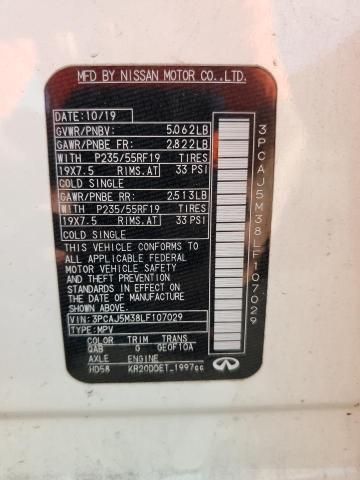 MFD BY NISSAN MOTOR CO.,LTD.
DATE: 10/19
GVWR/PNBV: 5,062LB
GAWR/PNBE FR: 2,822LB
WITH P235/55RF19 TIRES
19X7.5 RIMS.AT 33 PSI
COLD SINGLE
GAWR/PNBE RR: 2,513LB
WITH P235/55RF19 TIRES
19X7.5 RIMS.AT 33 PSI
COLD SINGLE
THIS VEHICLE CONFORMS TO
ALL APPLICABLE FEDERAL
MOTOR VEHICLE SAFETY
AND THEFT PREVENTION
STANDARDS IN EFFECT ON
THE DATE OF MANUFACTURE
SHOWN ABOVE.
VIN: 3PCAJ5M38LF107029
TYPE: MPV
COLOR TRIM TRANS
QAB G GE0F10A
AXLE ENGINE
HD58 KR20DDET_1997cc
3PCAJ5M38LF107029